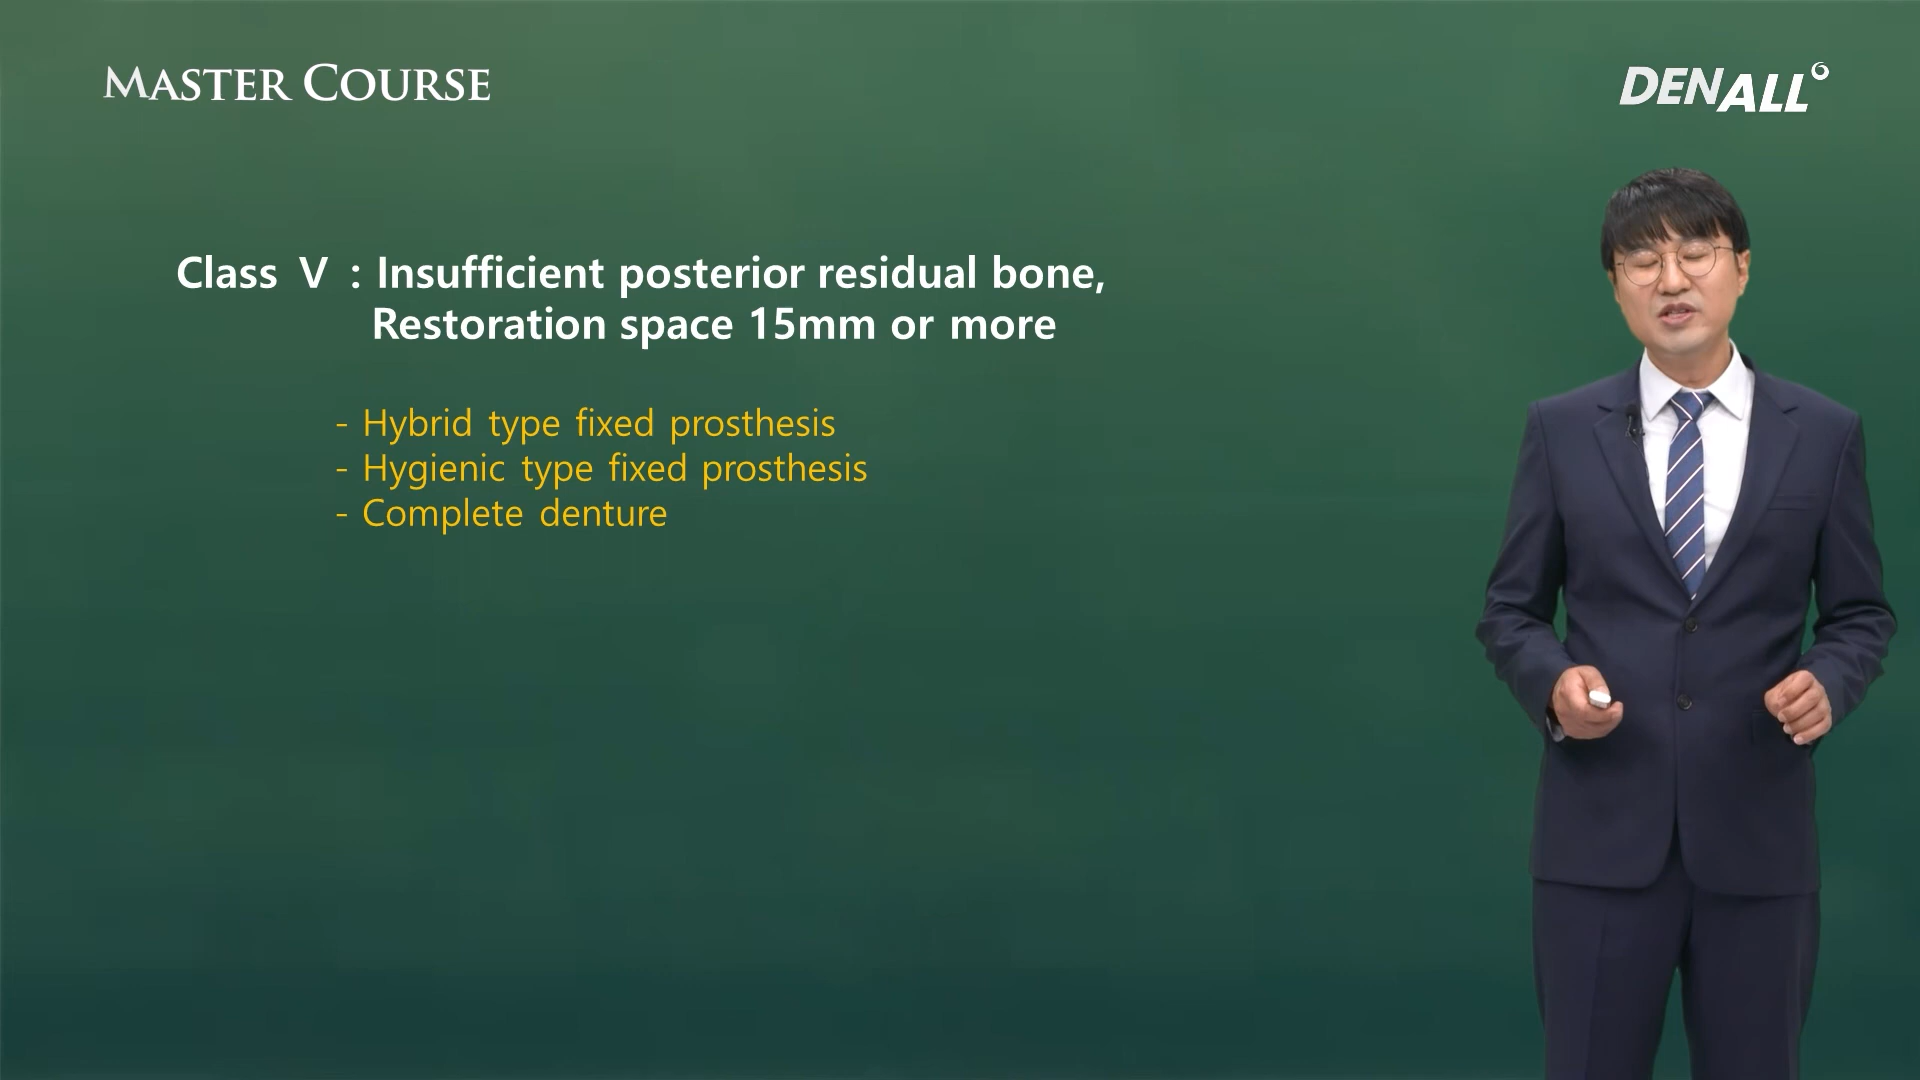 MASTER COURSE
DENALL
Class V : Insufficient posterior residual bone,
Restoration space 15mm or more
- Hybrid type fixed prosthesis
- Hygienic type fixed prosthesis
- Complete denture